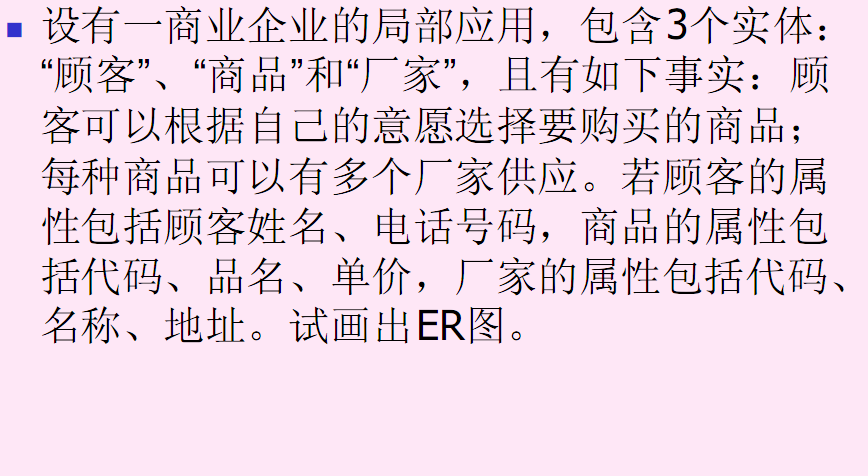 设有一商业企业的局部应用，包含3个实体：
“顾客”、“商品”和“厂家”，且有如下事实：顾
客可以根据自己的意愿选择要购买的商品；
每种商品可以有多个厂家供应。若顾客的属
性包括顾客姓名、电话号码，商品的属性包
括代码、品名、单价，厂家的属性包括代码、
名称、地址。试画出ER图。